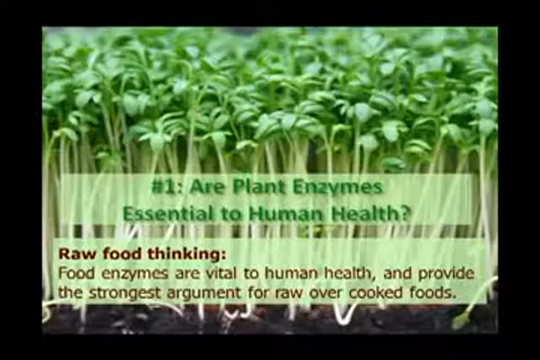 #1: Are Plant Enzymes
Essential to Human Health?
Raw food thinking:
Food enzymes are vital to human health, and provide
the strongest argument for raw over cooked foods.